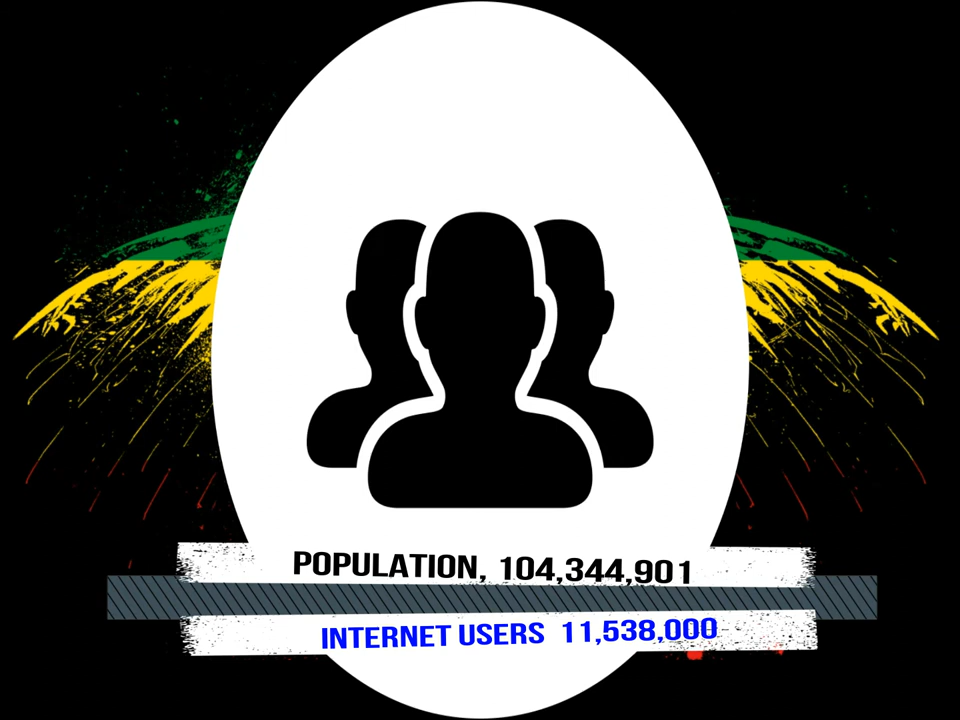 POPULATION, 104,344,901
INTERNET USERS 11,538,000